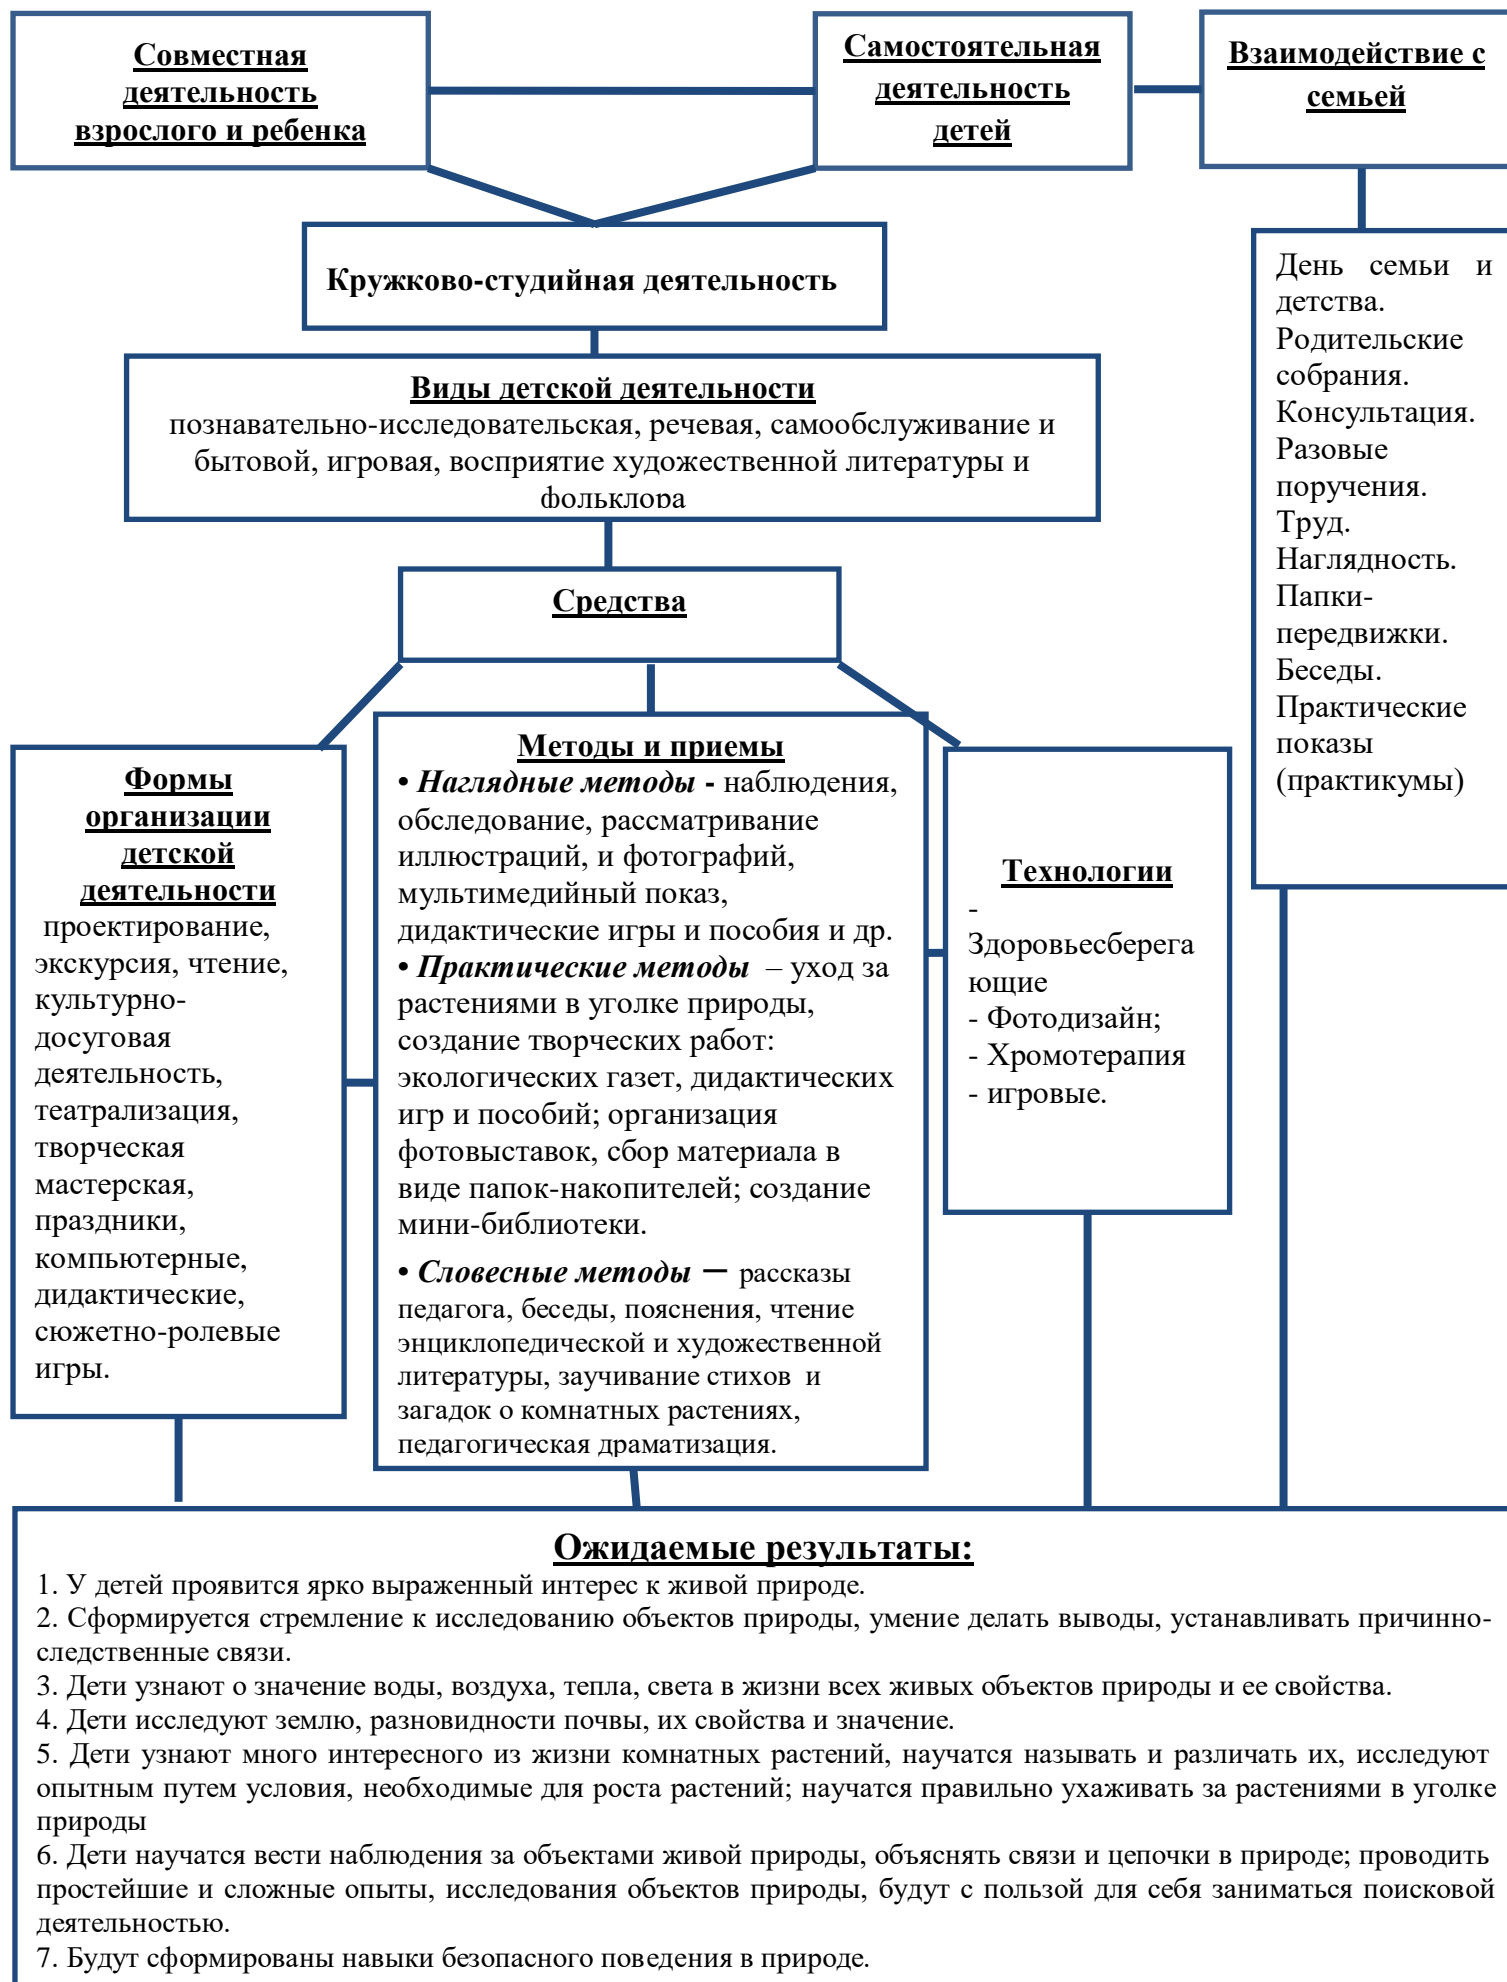 Совместная
деятельность
взрослого и ребенка
Самостоятельная
деятельность
детей
Взаимодействие с
семьей
Кружково-студийная деятельность
День семьи и
детства.
Родительские
собрания.
Консультация.
Разовые
поручения.
Труд.
Наглядность.
Папки-
передвижки.
Беседы.
Практические
показы
(практикумы)
Виды детской деятельности
познавательно-исследовательская, речевая, самообслуживание и
бытовой, игровая, восприятие художественной литературы и
фольклора
Средства
Формы
организации
детской
деятельности
проектирование,
экскурсия, чтение,
культурно-
досуговая
деятельность,
театрализация,
творческая
мастерская,
праздники,
компьютерные,
дидактические,
сюжетно-ролевые
игры.
Методы и приемы
• Наглядные методы - наблюдения,
обследование, рассматривание
иллюстраций, и фотографий,
мультимедийный показ,
дидактические игры и пособия и др.
• Практические методы – уход за
растениями в уголке природы,
создание творческих работ:
экологических газет, дидактических
игр и пособий; организация
фотовыставок, сбор материала в
виде папок-накопителей; создание
мини-библиотеки.
• Словесные методы — рассказы
педагога, беседы, пояснения, чтение
энциклопедической и художественной
литературы, заучивание стихов и
загадок о комнатных растениях,
педагогическая драматизация.
Технологии
-
Здоровьесберега
ющие
- Фотодизайн;
- Хромотерапия
- игровые.
Ожидаемые результаты:
1. У детей проявится ярко выраженный интерес к живой природе.
2. Сформируется стремление к исследованию объектов природы, умение делать выводы, устанавливать причинно-
следственные связи.
3. Дети узнают о значение воды, воздуха, тепла, света в жизни всех живых объектов природы и ее свойства.
4. Дети исследуют землю, разновидности почвы, их свойства и значение.
5. Дети узнают много интересного из жизни комнатных растений, научатся называть и различать их, исследуют
опытным путем условия, необходимые для роста растений; научатся правильно ухаживать за растениями в уголке
природы
6. Дети научатся вести наблюдения за объектами живой природы, объяснять связи и цепочки в природе; проводить
простейшие и сложные опыты, исследования объектов природы, будут с пользой для себя заниматься поисковой
деятельностью.
7. Будут сформированы навыки безопасного поведения в природе.